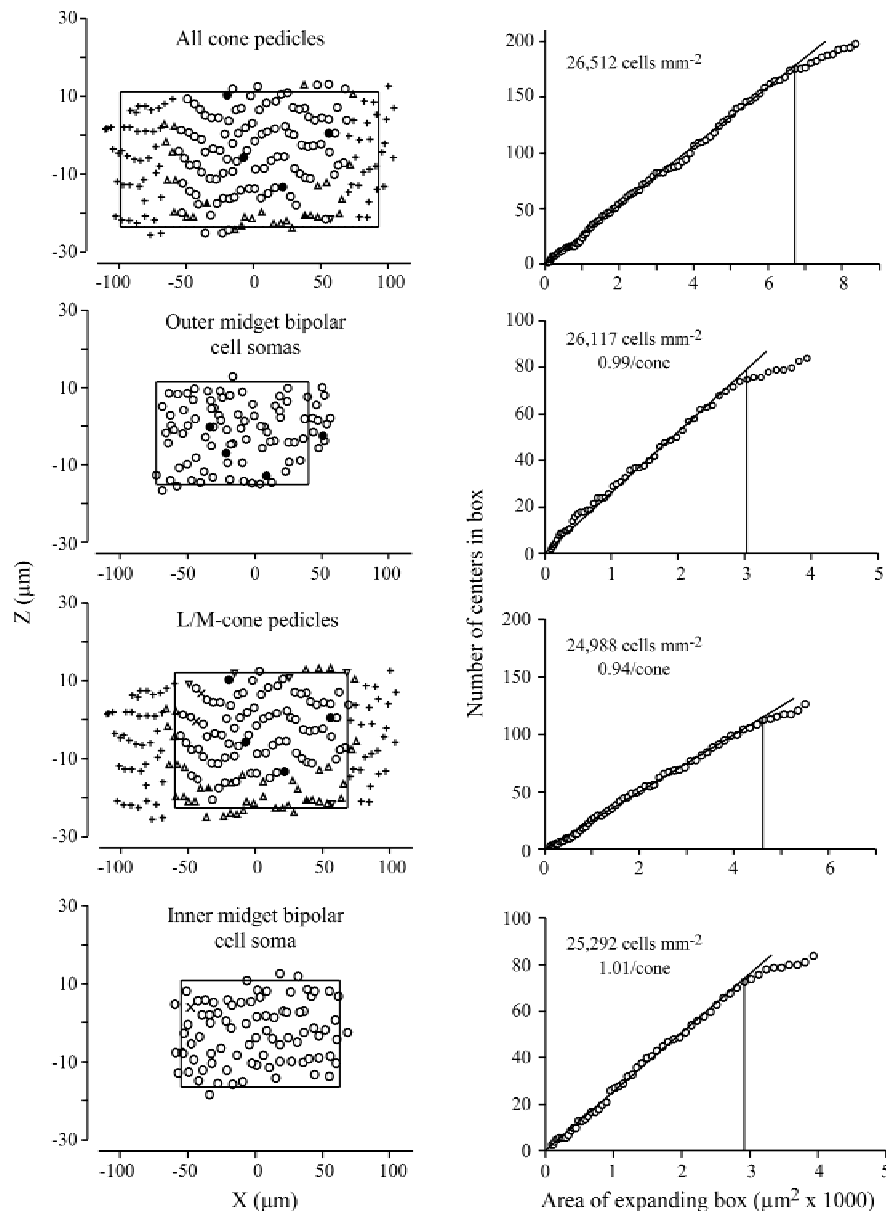 30
10
-10
-30
All cone pedicles
-100 -50 0 50 100
200
150
100
50
0
26,512 cells mm-2
0 2 4 6 8
30
10
-10
-30
Outer midget bipolar
cell somas
-100 -50 0 50 100
100
80
60
40
20
0
26,117 cells mm-2
0.99/cone
0 1 2 3 4 5
Z (µm)
Number of centers in box
30
10
-10
-30
L/M-cone pedicles
-100 -50 0 50 100
200
150
100
50
0
24,988 cells mm-2
0.94/cone
0 2 4 6
30
10
-10
-30
Inner midget bipolar
cell soma
-100 -50 0 50 100
X (µm)
100
80
60
40
20
0
25,292 cells mm-2
1.01/cone
0 1 2 3 4 5
Area of expanding box (µm2 x 1000)